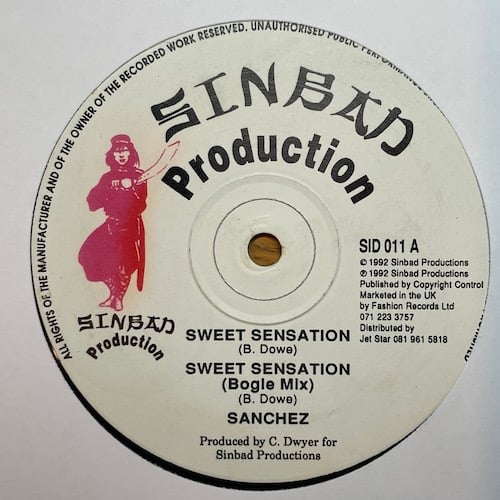 ALL RIGHTS OF THE MANUFACTURER AND OF THE OWNER OF THE RECORDED WORK RESERVED. UNAUTHORISED PUBLIC
SINBAD
Production
SINBAD
Production
SID 011 A
© 1992 Sinbad Productions
℗ 1992 Sinbad Productions
Published by Copyright Control
Marketed in the UK
by Fashion Records Ltd
071 223 3757
Distributed by
Jet Star 081 961 5818
SWEET SENSATION
(B. Dowe)
SWEET SENSATION
(Bogle Mix)
(B. Dowe)
SANCHEZ
Produced by C. Dwyer for
Sinbad Productions